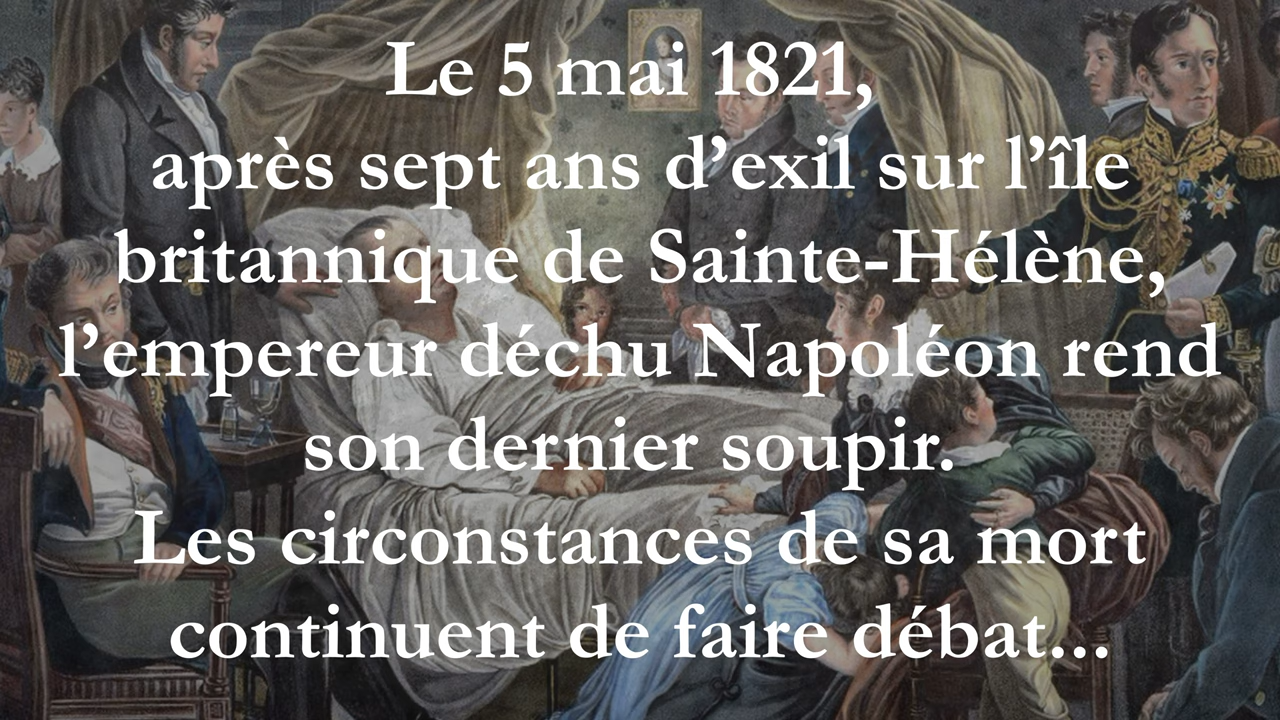 Le 5 mai 1821,
après sept ans d’exil sur l’île
britannique de Sainte-Hélène,
l’empereur déchu Napoléon rend
son dernier soupir.
Les circonstances de sa mort
continuent de faire débat...